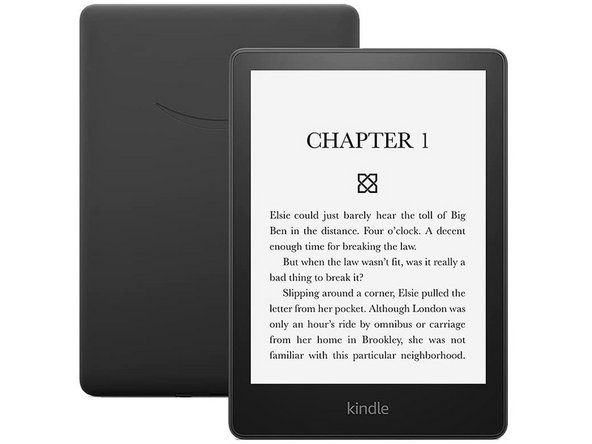 CHAPTER 1
Elsie could just barely hear the toll of Big
Ben in the distance. Four o’clock. A decent
enough time for breaking the law.
But when the law wasn’t fit, was it really a
bad thing to break it?
Slipping around a corner, Elsie pulled the
letter from her pocket. Although London was
only an hour’s ride by omnibus or carriage
from her home in Brookley, she was not
familiar with this particular neighborhood.
kindle